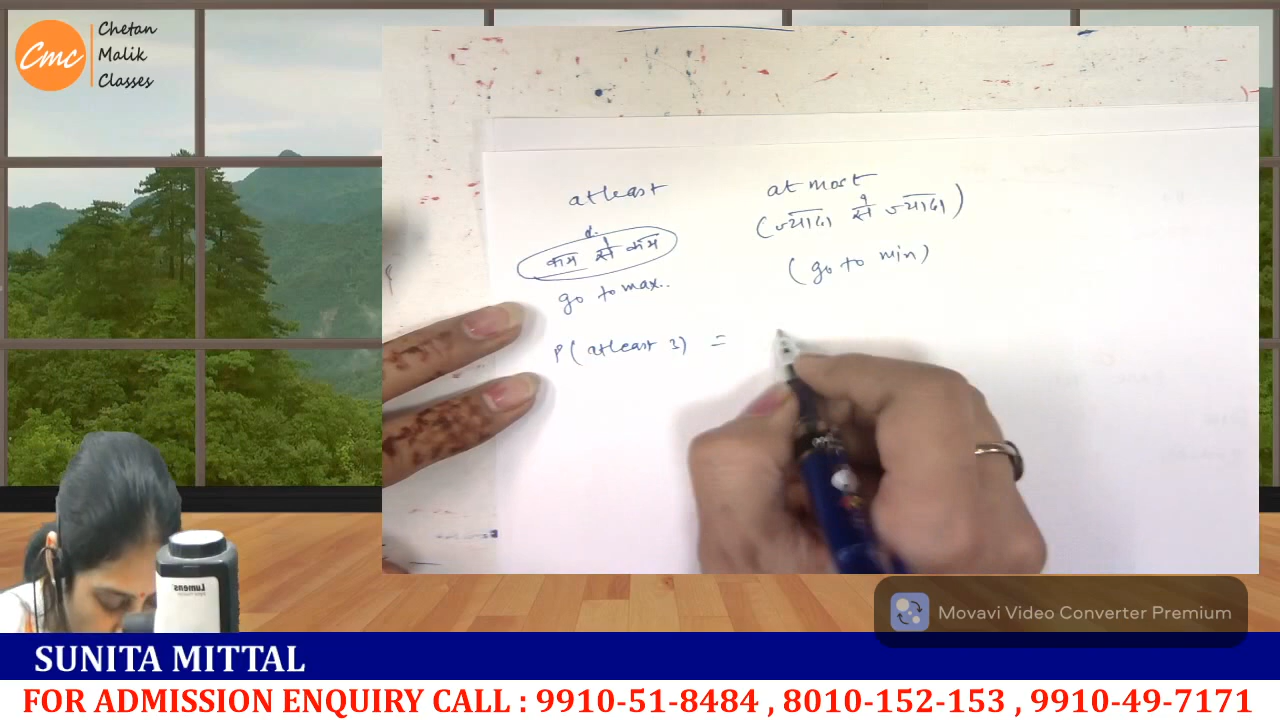 Cmc
Chetan
Malik
Classes
atleast
at most
कम से कम
(ज्यादा से ज्यादा)
go to max..
(go to min)
P(atleast 3) =
Lumens
Movavi Video Converter Premium
SUNITA MITTAL
FOR ADMISSION ENQUIRY CALL : 9910-51-8484 , 8010-152-153 , 9910-49-7171